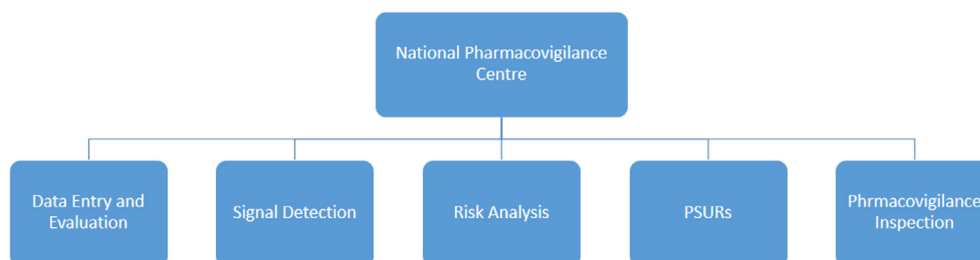 National Pharmacovigilance
Centre
Data Entry and
Evaluation
Signal Detection
Risk Analysis
PSURs
Phrmacovigilance
Inspection